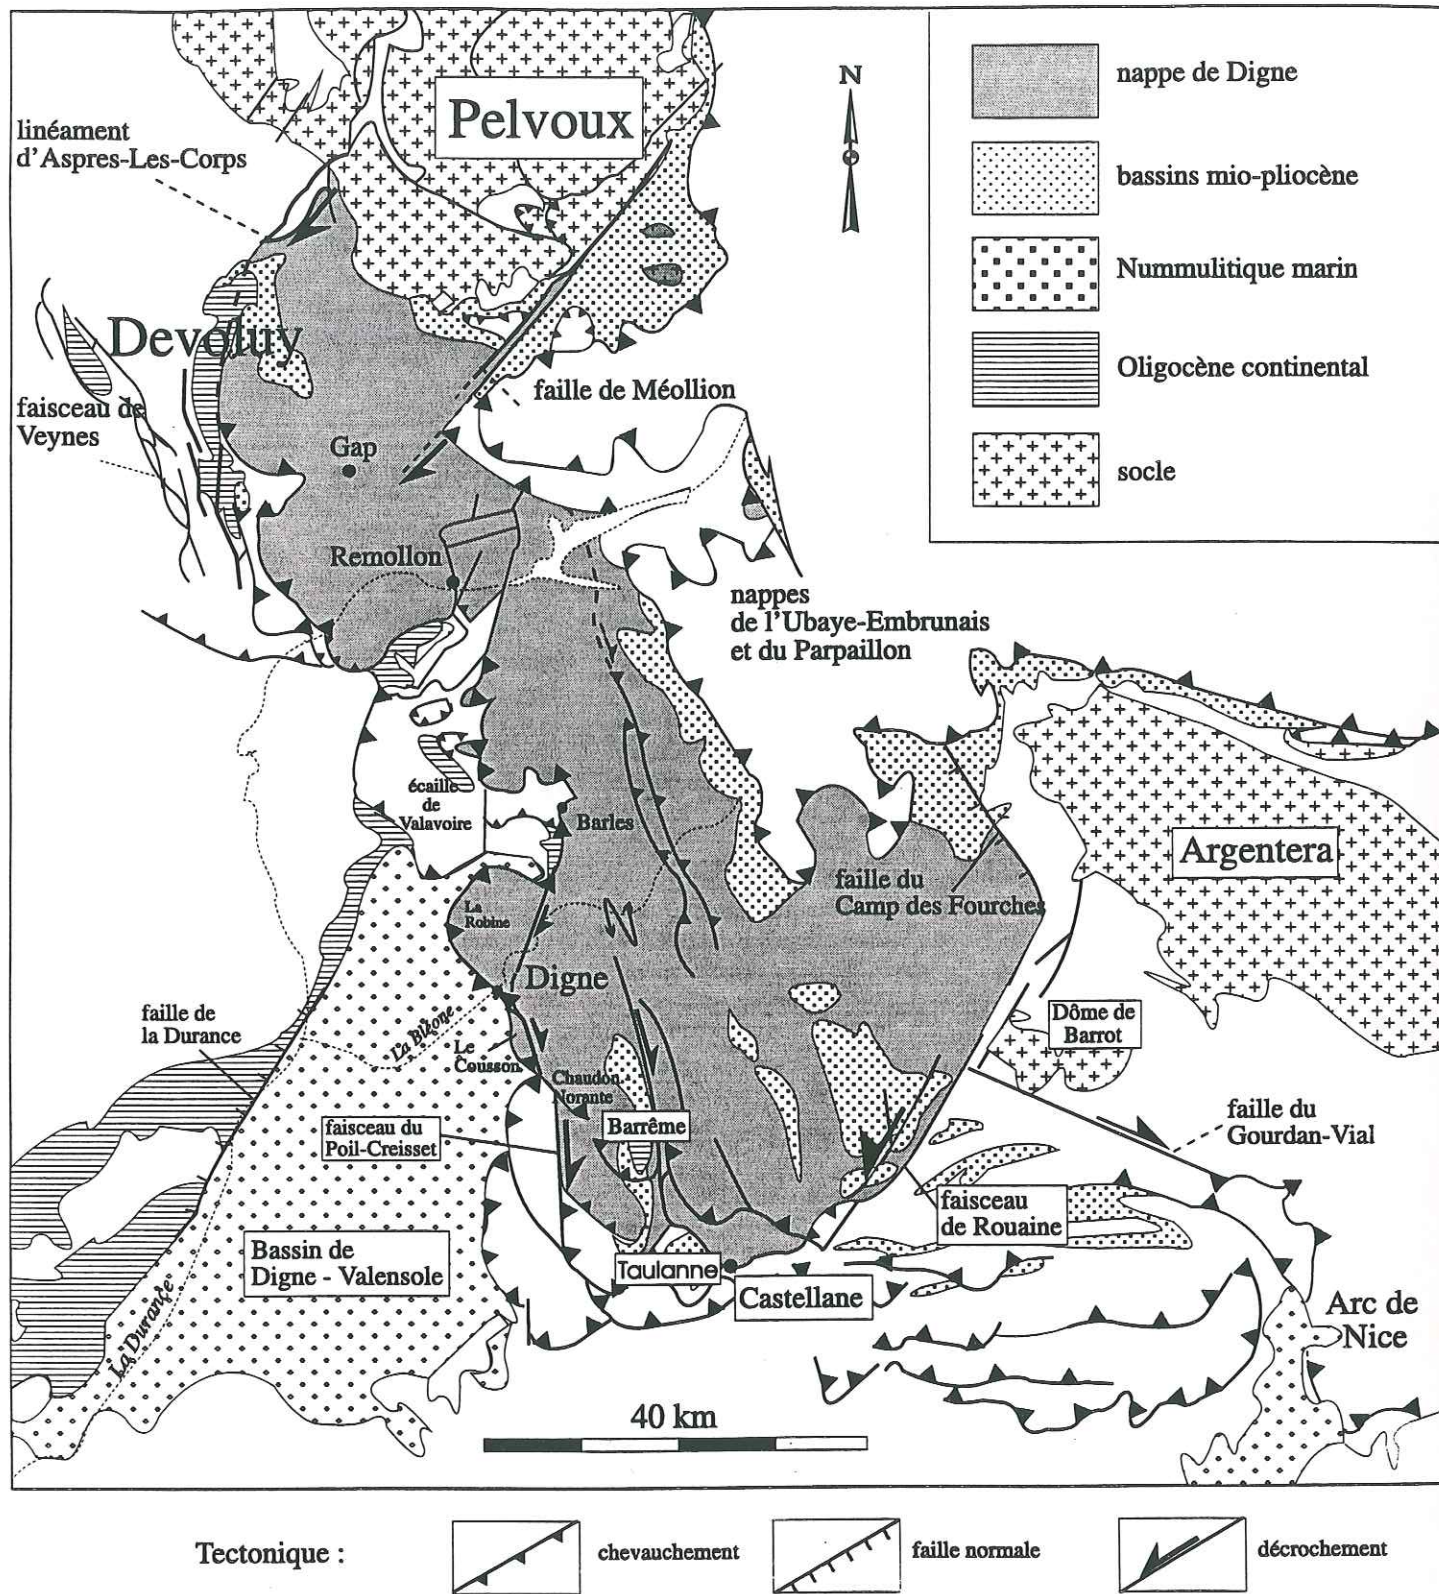 Pelvoux
N
linéament
d'Aspres-Les-Corps
nappe de Digne
bassins mio-pliocène
Nummulitique marin
Oligocène continental
socle
Devoluy
faisceau de
Veynes
faille de Méollion
Gap
Remollon
nappes
de l'Ubaye-Embrunais
et du Parpaillon
écaille
de
Valavoire
Barles
Argentera
faille du
Camp des Fourches
La
Robine
Digne
faille de
la Durance
La Bléone
Le
Cousson
Dôme de
Barrot
Chaudon
Norante
faisceau du
Poil-Creisset
Barrême
faille du
Gourdan-Vial
faisceau
de Rouaine
Bassin de
Digne - Valensole
Taulanne
Castellane
La Durance
Arc de
Nice
40 km
Tectonique :
chevauchement
faille normale
décrochement